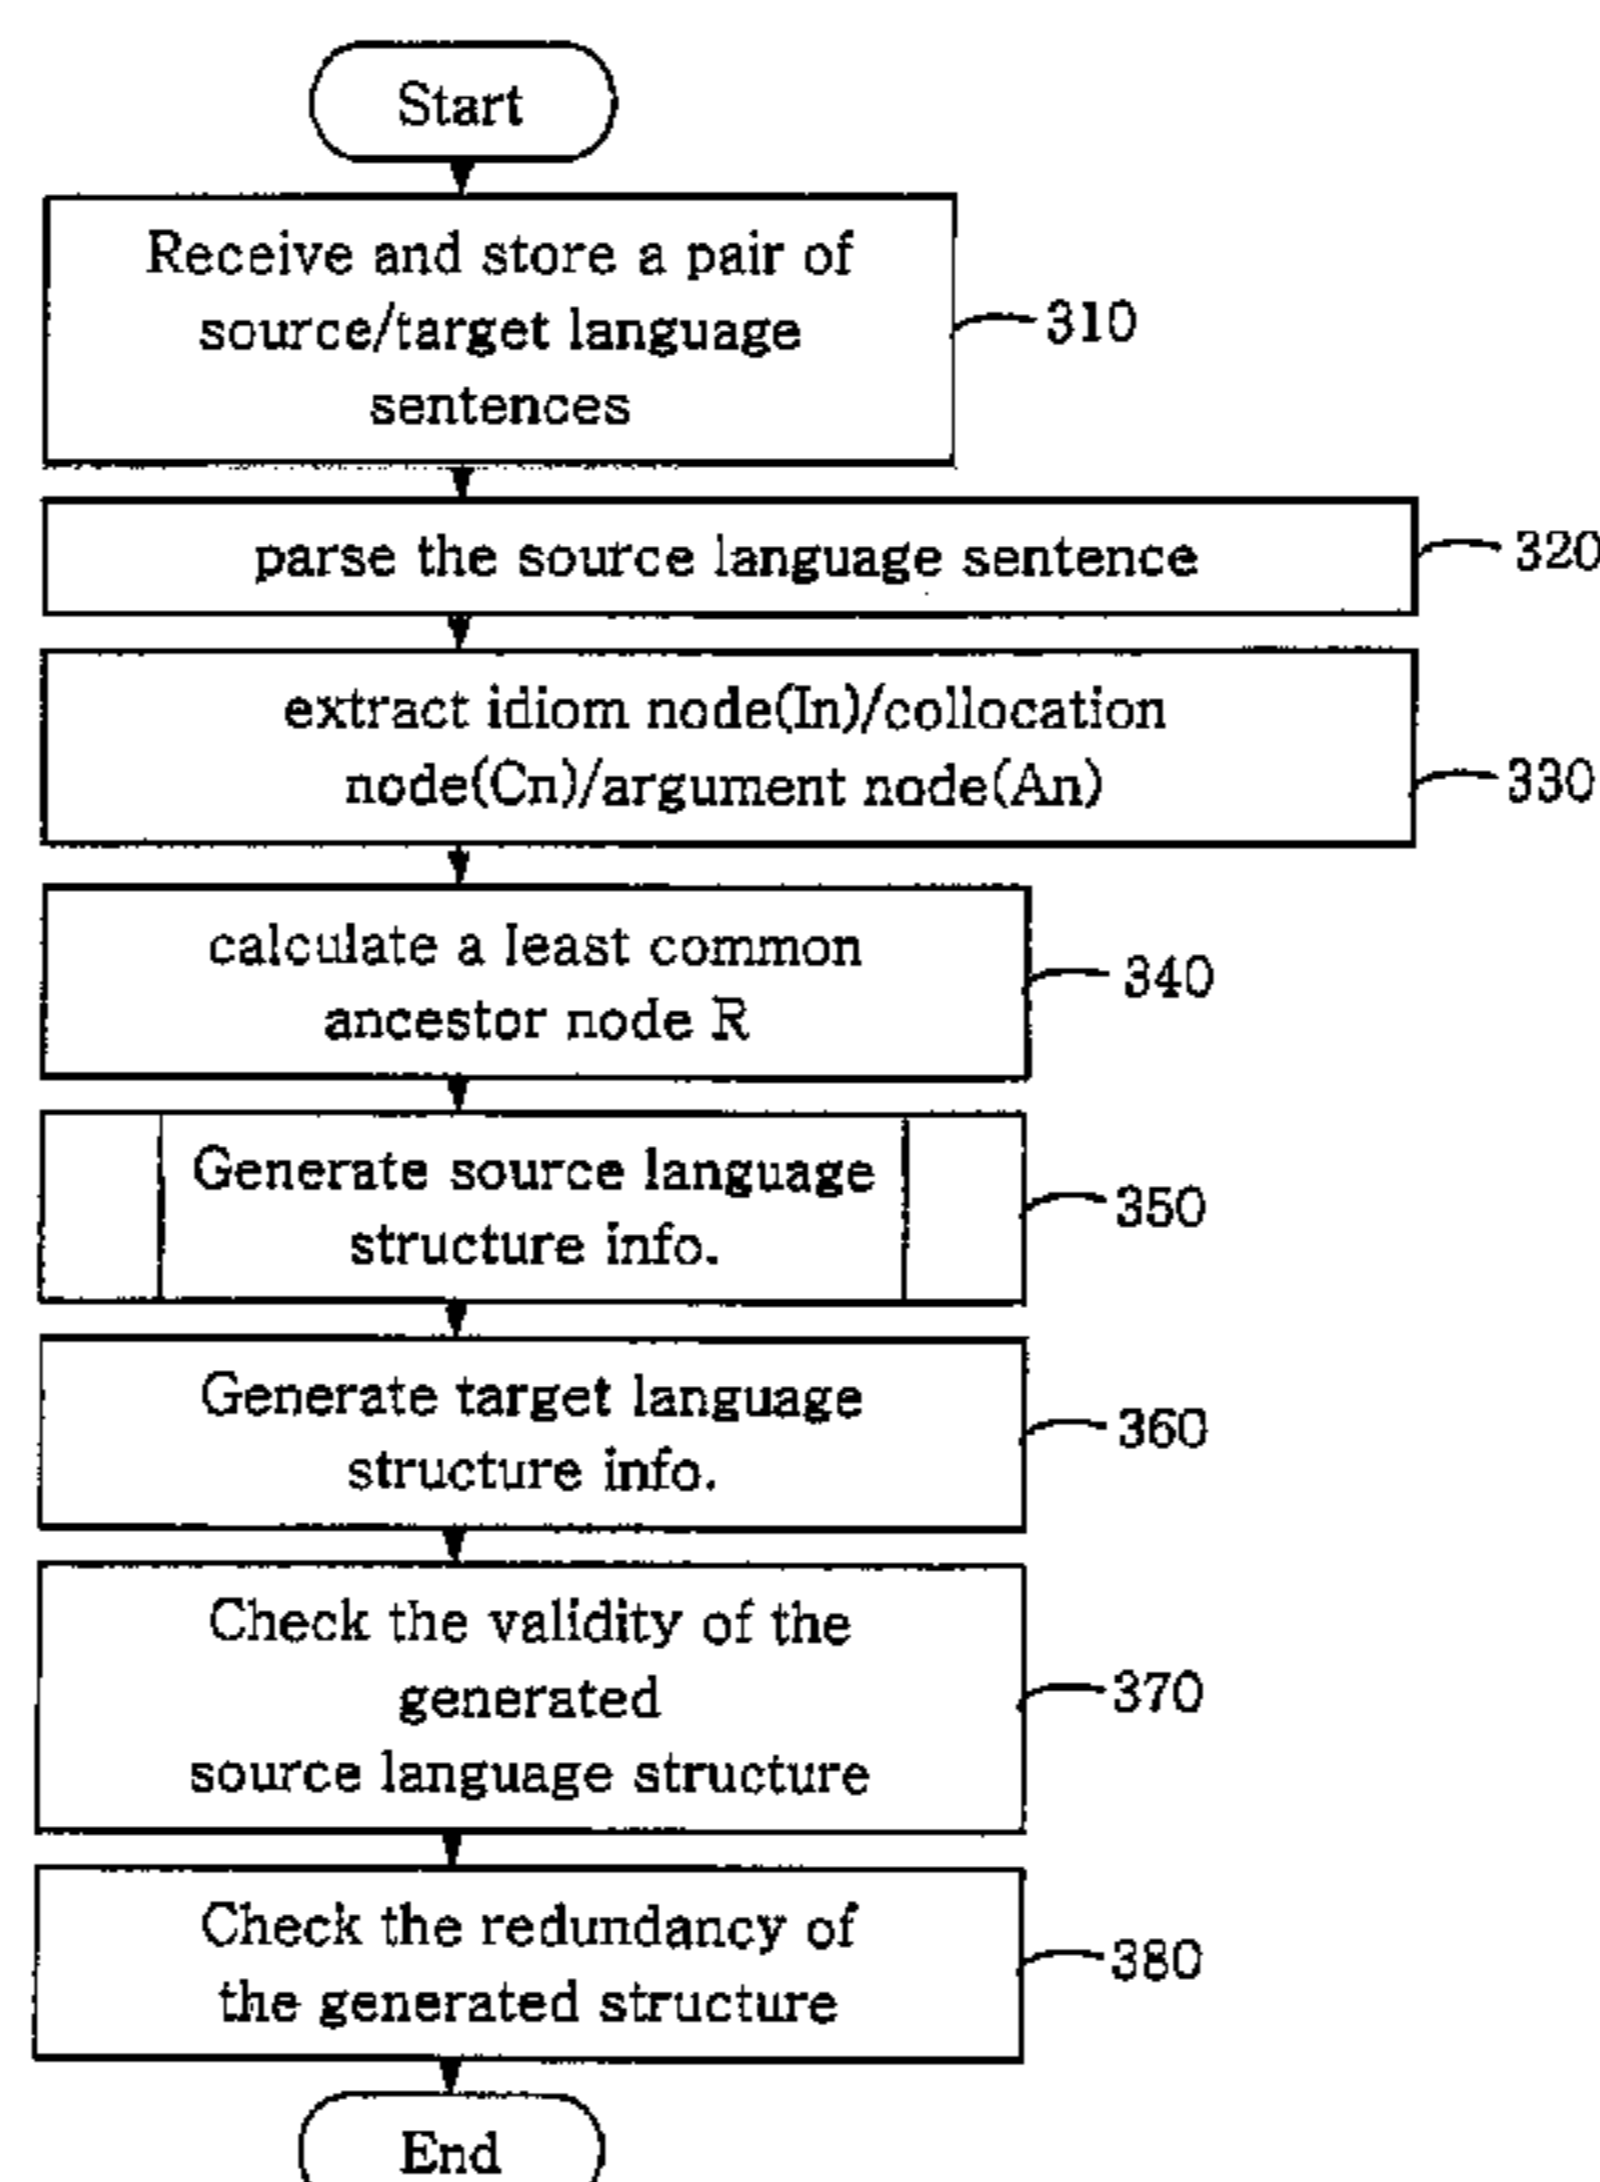 Start
Receive and store a pair of
source/target language
sentences
310
parse the source language sentence
320
extract idiom node(In)/collocation
node(Cn)/argument node(An)
330
calculate a least common
ancestor node R
340
Generate source language
structure info.
350
Generate target language
structure info.
360
Check the validity of the
generated
source language structure
370
Check the redundancy of
the generated structure
380
End